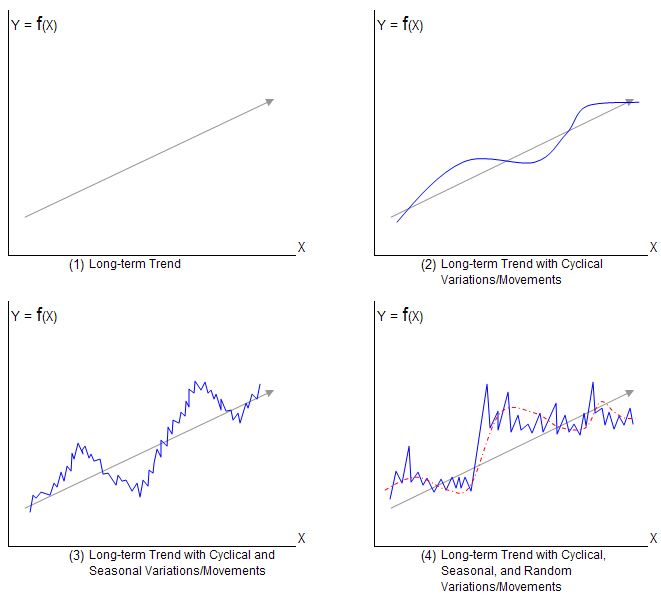 Y = f(X)
X
(1) Long-term Trend
Y = f(X)
X
(2) Long-term Trend with Cyclical
Variations/Movements
Y = f(X)
X
(3) Long-term Trend with Cyclical and
Seasonal Variations/Movements
Y = f(X)
X
(4) Long-term Trend with Cyclical,
Seasonal, and Random
Variations/Movements